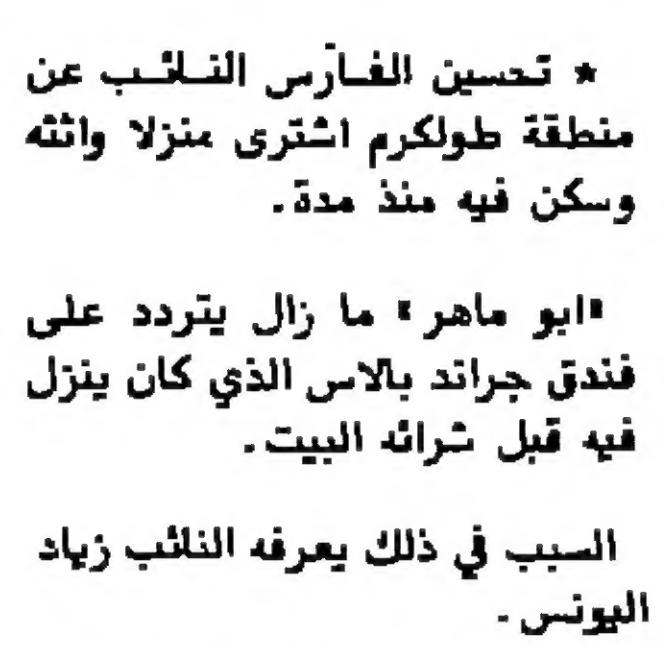 * تحسين الفارس النائب عن
منطقة طولكرم اشترى منزلا واثثه
وسكن فيه منذ مدة.
"ابو ماهر" ما زال يتردد على
فندق جراند بالاس الذي كان ينزل
فيه قبل شرائه البيت.
السبب في ذلك يعرفه النائب زياد
اليونس.